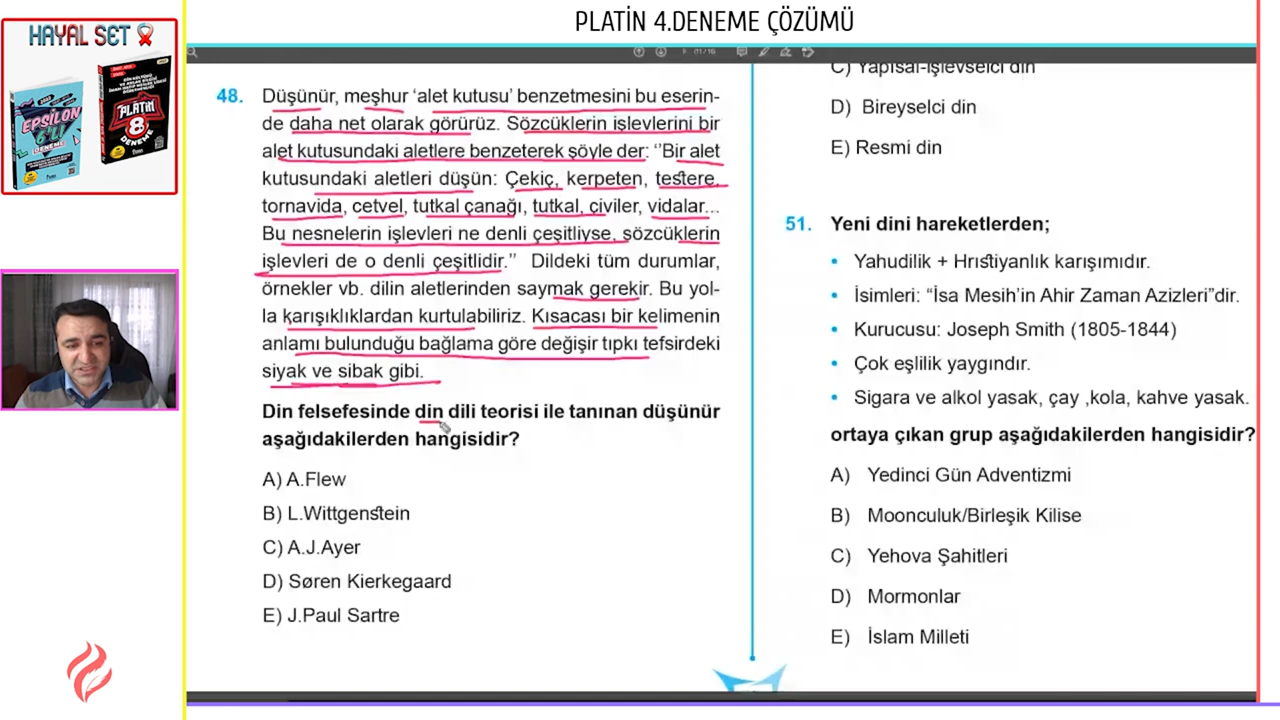 PLATİN 4.DENEME ÇÖZÜMÜ
HAYAL SET
EPSİLON
6'LI
DENEME
PLATİN
8
DENEME
48. Düşünür, meşhur ‘alet kutusu’ benzetmesini bu eserin-
de daha net olarak görürüz. Sözcüklerin işlevlerini bir
alet kutusundaki aletlere benzeterek şöyle der: ‘‘Bir alet
kutusundaki aletleri düşün: Çekiç, kerpeten, testere,
tornavida, cetvel, tutkal çanağı, tutkal, çiviler, vidalar...
Bu nesnelerin işlevleri ne denli çeşitliyse, sözcüklerin
işlevleri de o denli çeşitlidir.’’ Dildeki tüm durumlar,
örnekler vb. dilin aletlerinden saymak gerekir. Bu yol-
la karışıklıklardan kurtulabiliriz. Kısacası bir kelimenin
anlamı bulunduğu bağlama göre değişir tıpkı tefsirdeki
siyak ve sibak gibi.
Din felsefesinde din dili teorisi ile tanınan düşünür
aşağıdakilerden hangisidir?
A) A.Flew
B) L.Wittgenstein
C) A.J.Ayer
D) Søren Kierkegaard
E) J.Paul Sartre
C) Yapısal-işlevselci din
D) Bireyselci din
E) Resmi din
51. Yeni dini hareketlerden;
• Yahudilik + Hrıstiyanlık karışımıdır.
• İsimleri: “İsa Mesih’in Ahir Zaman Azizleri”dir.
• Kurucusu: Joseph Smith (1805-1844)
• Çok eşlilik yaygındır.
• Sigara ve alkol yasak, çay ,kola, kahve yasak.
ortaya çıkan grup aşağıdakilerden hangisidir?
A) Yedinci Gün Adventizmi
B) Moonculuk/Birleşik Kilise
C) Yehova Şahitleri
D) Mormonlar
E) İslam Milleti